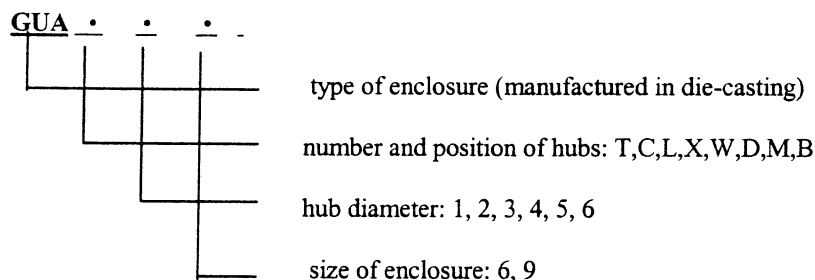 GUA • • • -
type of enclosure (manufactured in die-casting)
number and position of hubs: T,C,L,X,W,D,M,B
hub diameter: 1, 2, 3, 4, 5, 6
size of enclosure: 6, 9